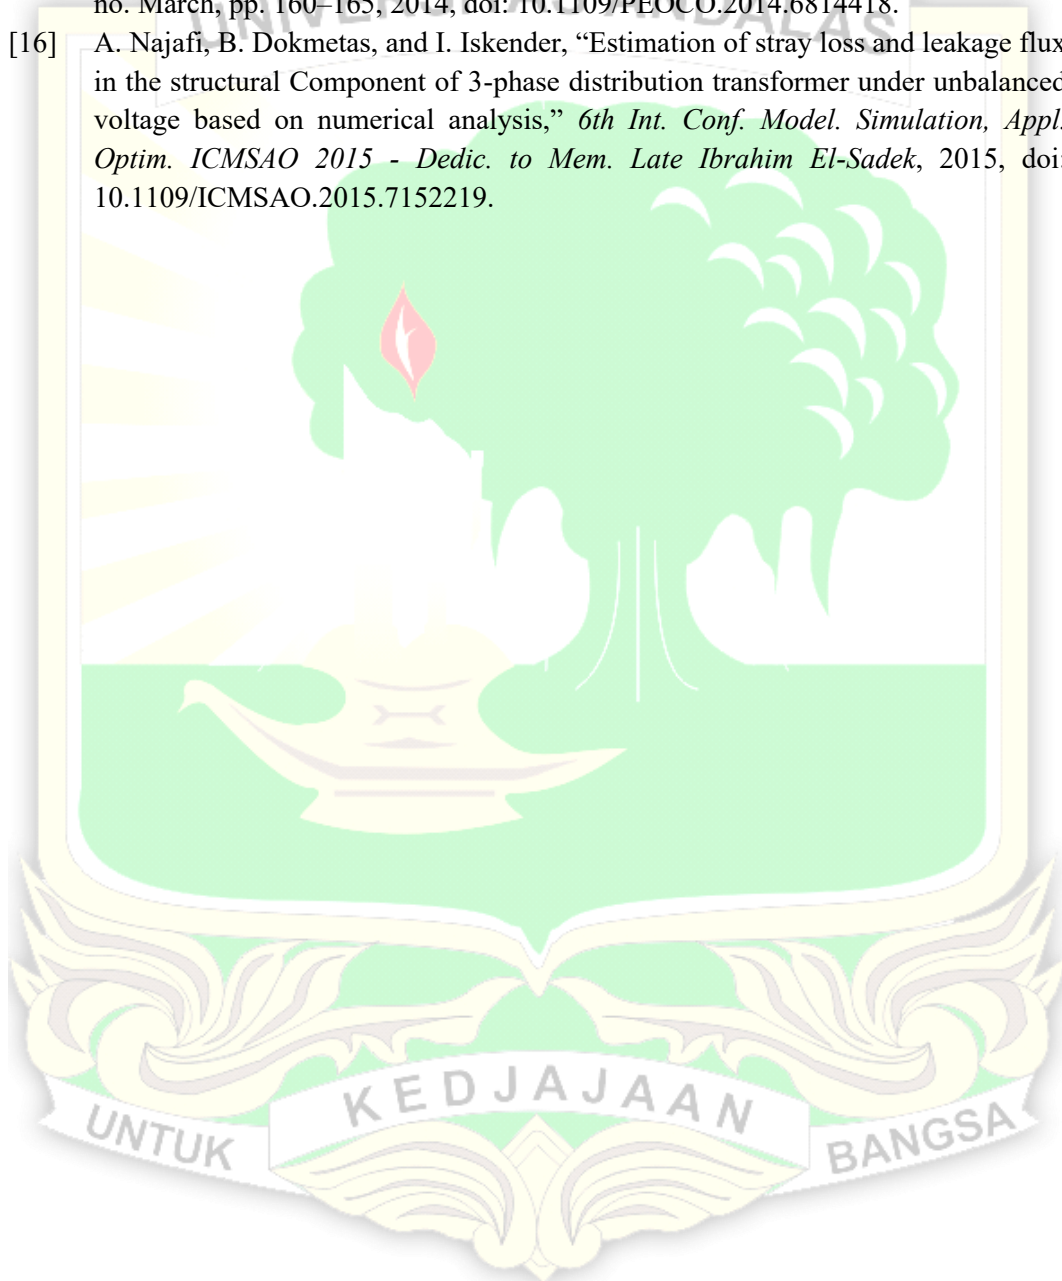 no. March, pp. 160–165, 2014, doi: 10.1109/PEOCO.2014.6814418.
UNIVERSITAS ANDALAS
[16] A. Najafi, B. Dokmetas, and I. Iskender, “Estimation of stray loss and leakage flux
in the structural Component of 3-phase distribution transformer under unbalanced
voltage based on numerical analysis,” 6th Int. Conf. Model. Simulation, Appl.
Optim. ICMSAO 2015 - Dedic. to Mem. Late Ibrahim El-Sadek, 2015, doi:
10.1109/ICMSAO.2015.7152219.
KEDJAJAAN
UNTUK BANGSA